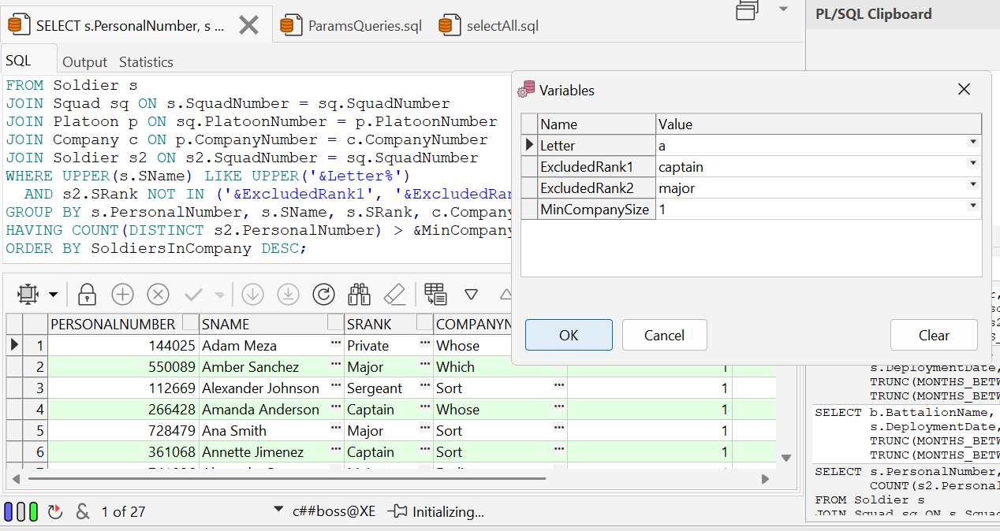 SELECT s.PersonalNumber, s ...
ParamsQueries.sql
selectAll.sql
PL/SQL Clipboard
SQL
Output
Statistics
FROM Soldier s
JOIN Squad sq ON s.SquadNumber = sq.SquadNumber
JOIN Platoon p ON sq.PlatoonNumber = p.PlatoonNumber
JOIN Company c ON p.CompanyNumber = c.CompanyNumber
JOIN Soldier s2 ON s2.SquadNumber = sq.SquadNumber
WHERE UPPER(s.SName) LIKE UPPER('&Letter%')
AND s2.SRank NOT IN ('&ExcludedRank1', '&ExcludedRan
GROUP BY s.PersonalNumber, s.SName, s.SRank, c.Company
HAVING COUNT(DISTINCT s2.PersonalNumber) > &MinCompany
ORDER BY SoldiersInCompany DESC;
Variables
Name Value
Letter a
ExcludedRank1 captain
ExcludedRank2 major
MinCompanySize 1
OK
Cancel
Clear
PERSONALNUMBER SNAME SRANK COMPANYN
1 144025 Adam Meza ··· Private ··· Whose
2 550089 Amber Sanchez ··· Major ··· Which 1
3 112669 Alexander Johnson ··· Sergeant ··· Sort ··· 1
4 266428 Amanda Anderson ··· Captain ··· Whose ··· 1
5 728479 Ana Smith ··· Major ··· Sort ··· 1
6 361068 Annette Jimenez ··· Captain ··· Sort ··· 1
& 1 of 27
c##boss@XE
Initializing...
s.DeploymentDate,
TRUNC(MONTHS_BETW
TRUNC(MONTHS_BETW
SELECT b.BattalionName,
s.DeploymentDate,
TRUNC(MONTHS_BETW
TRUNC(MONTHS_BETW
SELECT s.PersonalNumber,
COUNT(s2.Personal
FROM Soldier s
JOIN Squad sq ON s.Squad